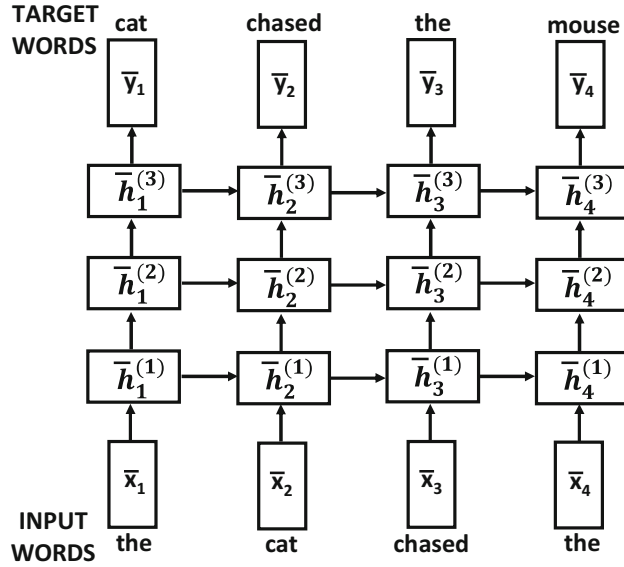 TARGET WORDS
cat chased the mouse
y̅₁ y̅₂ y̅₃ y̅₄
h̅₁⁽³⁾ h̅₂⁽³⁾ h̅₃⁽³⁾ h̅₄⁽³⁾
h̅₁⁽²⁾ h̅₂⁽²⁾ h̅₃⁽²⁾ h̅₄⁽²⁾
h̅₁⁽¹⁾ h̅₂⁽¹⁾ h̅₃⁽¹⁾ h̅₄⁽¹⁾
x̅₁ x̅₂ x̅₃ x̅₄
INPUT WORDS
the cat chased the